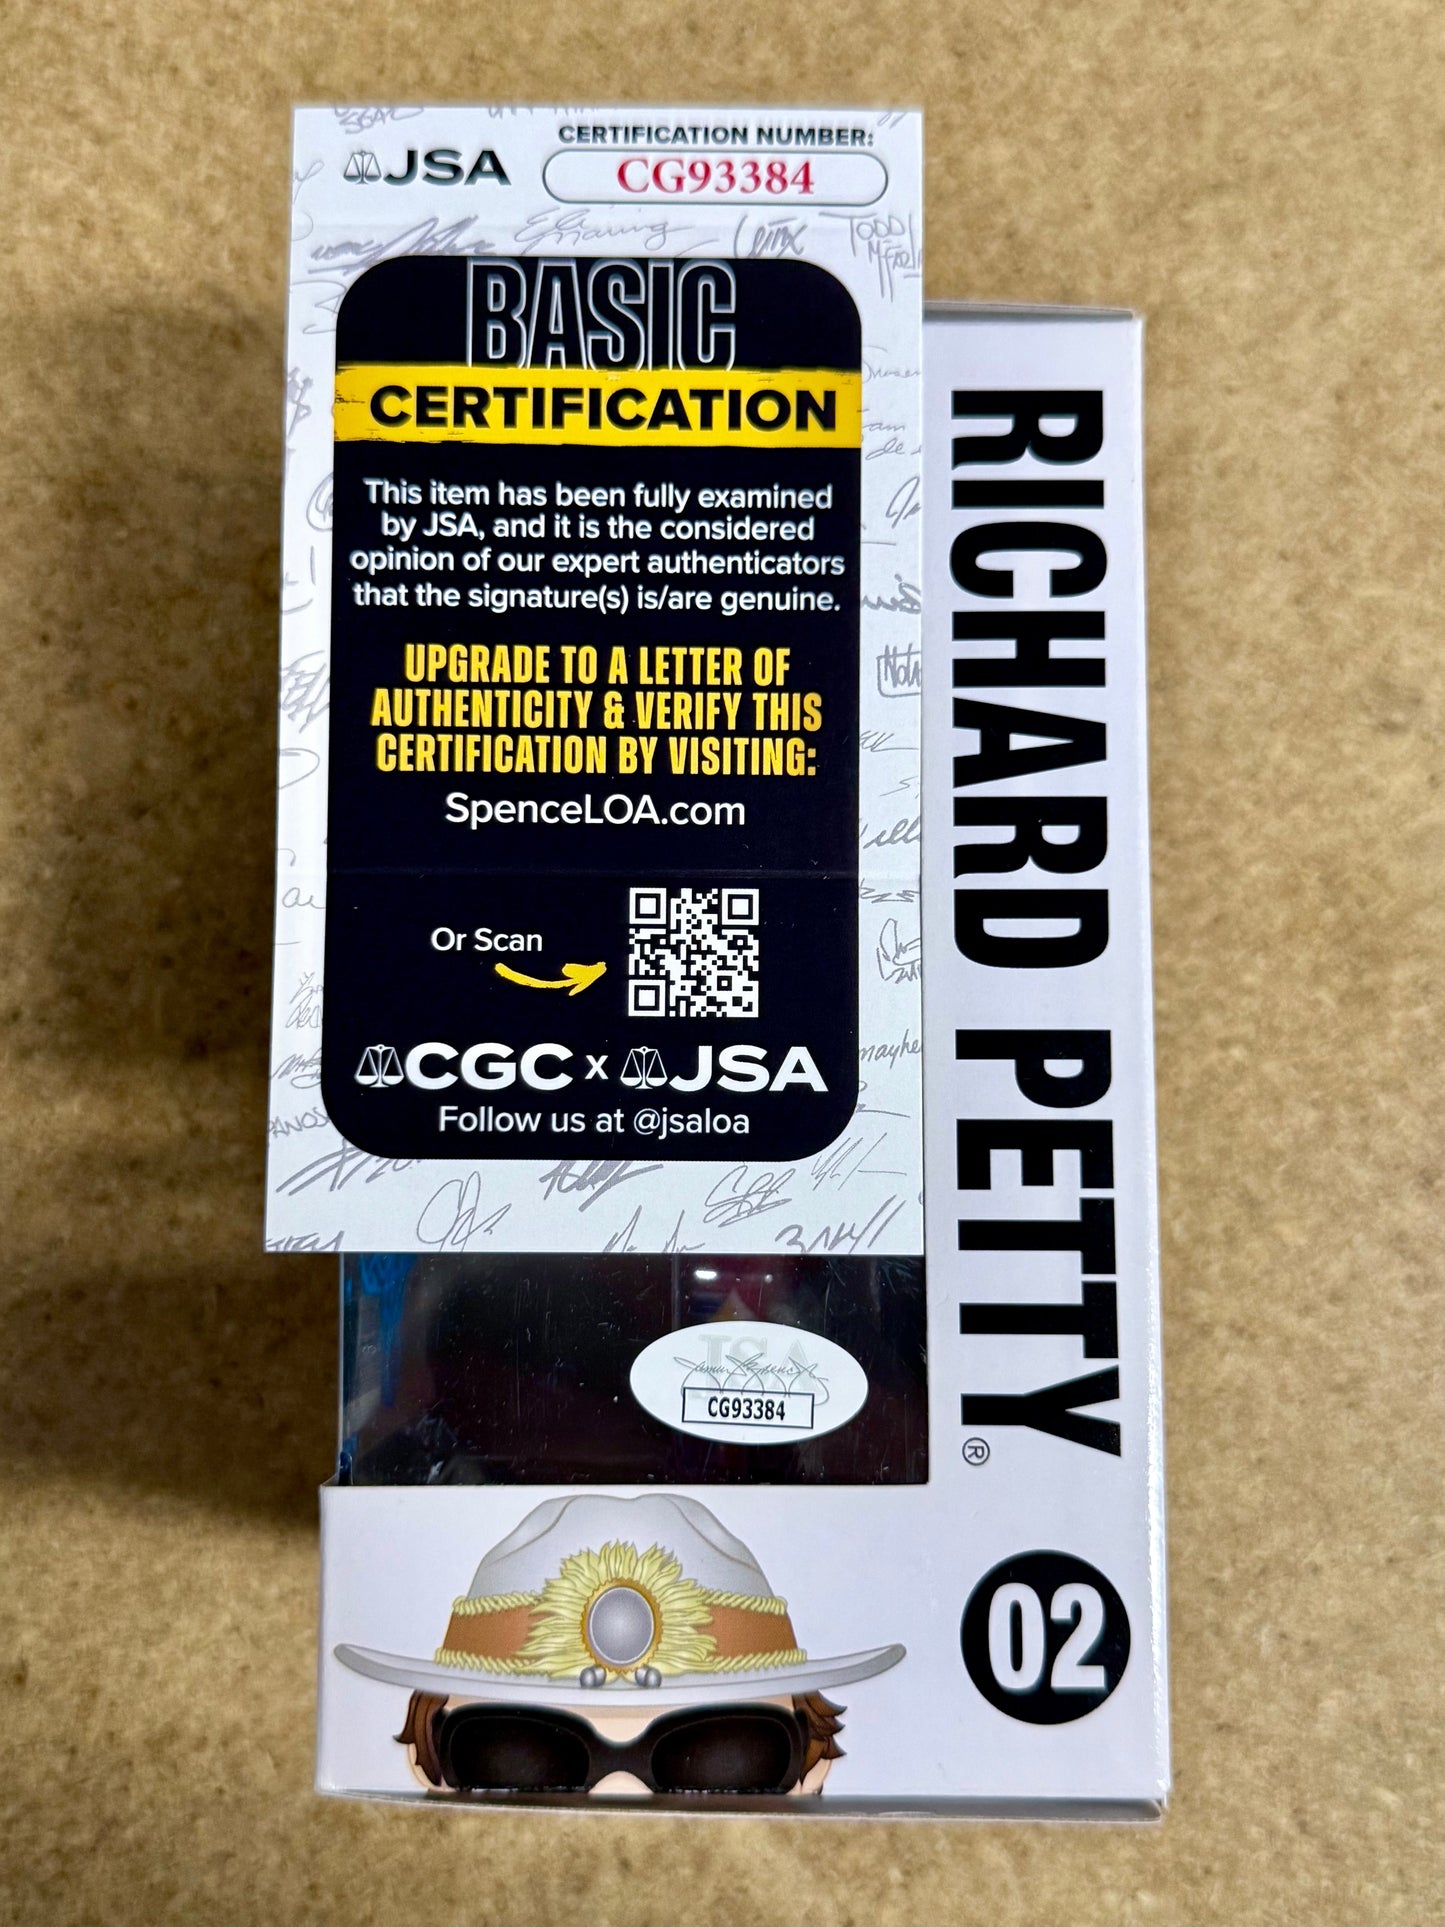 JSA
CERTIFICATION NUMBER:
CG93384
BASIC
CERTIFICATION
This item has been fully examined
by JSA, and it is the considered
opinion of our expert authenticators
that the signature(s) is/are genuine.
UPGRADE TO A LETTER OF
AUTHENTICITY & VERIFY THIS
CERTIFICATION BY VISITING:
SpenceLOA.com
Or Scan
CGC x JSA
Follow us at @jsaloa
JSA
CG93384
RICHARD PETTY®
02